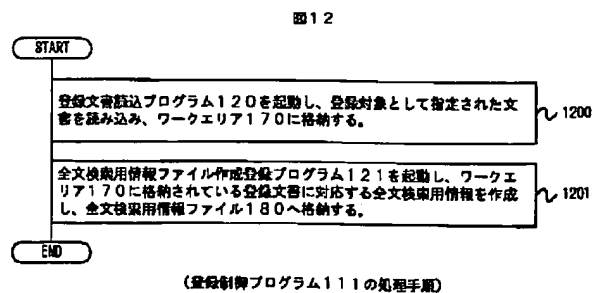 図12
START
登録文書読込プログラム120を起動し、登録対象として指定された文
書を読み込み、ワークエリア170に格納する。
1200
全文検索用情報ファイル作成登録プログラム121を起動し、ワークエ
リア170に格納されている登録文書に対応する全文検索用情報を作成
し、全文検索用情報ファイル180へ格納する。
1201
END
(登録制御プログラム111の処理手順)